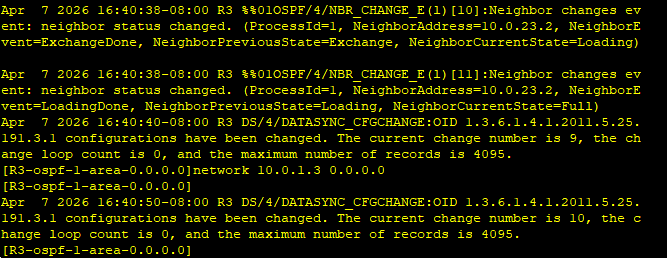 Apr  7 2026 16:40:38-08:00 R3 %%01OSPF/4/NBR_CHANGE_E(1)[10]:Neighbor changes ev
ent: neighbor status changed. (ProcessId=1, NeighborAddress=10.0.23.2, NeighborE
vent=ExchangeDone, NeighborPreviousState=Exchange, NeighborCurrentState=Loading)
Apr  7 2026 16:40:38-08:00 R3 %%01OSPF/4/NBR_CHANGE_E(1)[11]:Neighbor changes ev
ent: neighbor status changed. (ProcessId=1, NeighborAddress=10.0.23.2, NeighborE
vent=LoadingDone, NeighborPreviousState=Loading, NeighborCurrentState=Full)
Apr  7 2026 16:40:40-08:00 R3 DS/4/DATASYNC_CFGCHANGE:OID 1.3.6.1.4.1.2011.5.25.
191.3.1 configurations have been changed. The current change number is 9, the ch
ange loop count is 0, and the maximum number of records is 4095.
[R3-ospf-1-area-0.0.0.0]network 10.0.1.3 0.0.0.0
[R3-ospf-1-area-0.0.0.0]
Apr  7 2026 16:40:50-08:00 R3 DS/4/DATASYNC_CFGCHANGE:OID 1.3.6.1.4.1.2011.5.25.
191.3.1 configurations have been changed. The current change number is 10, the c
hange loop count is 0, and the maximum number of records is 4095.
[R3-ospf-1-area-0.0.0.0]